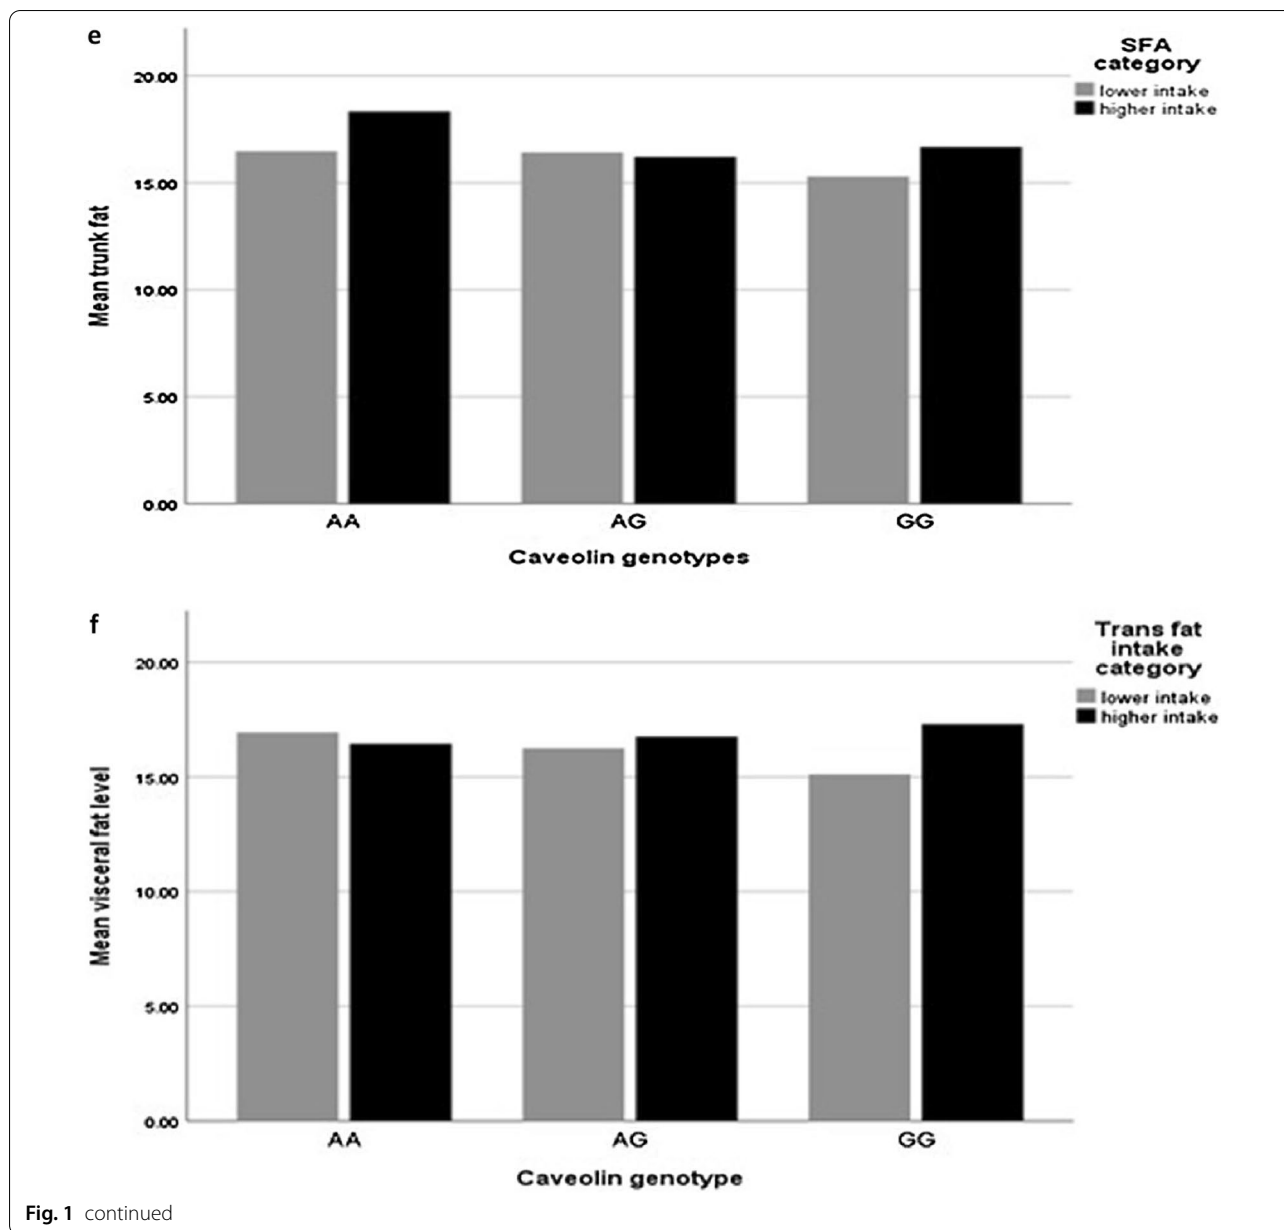 e
SFA
category
lower intake
higher intake
20.00
15.00
10.00
5.00
0.00
Mean trunk fat
AA AG GG
Caveolin genotypes
f
Trans fat
intake
category
lower intake
higher intake
20.00
15.00
10.00
5.00
0.00
Mean visceral fat level
AA AG GG
Caveolin genotype
Fig. 1 continued